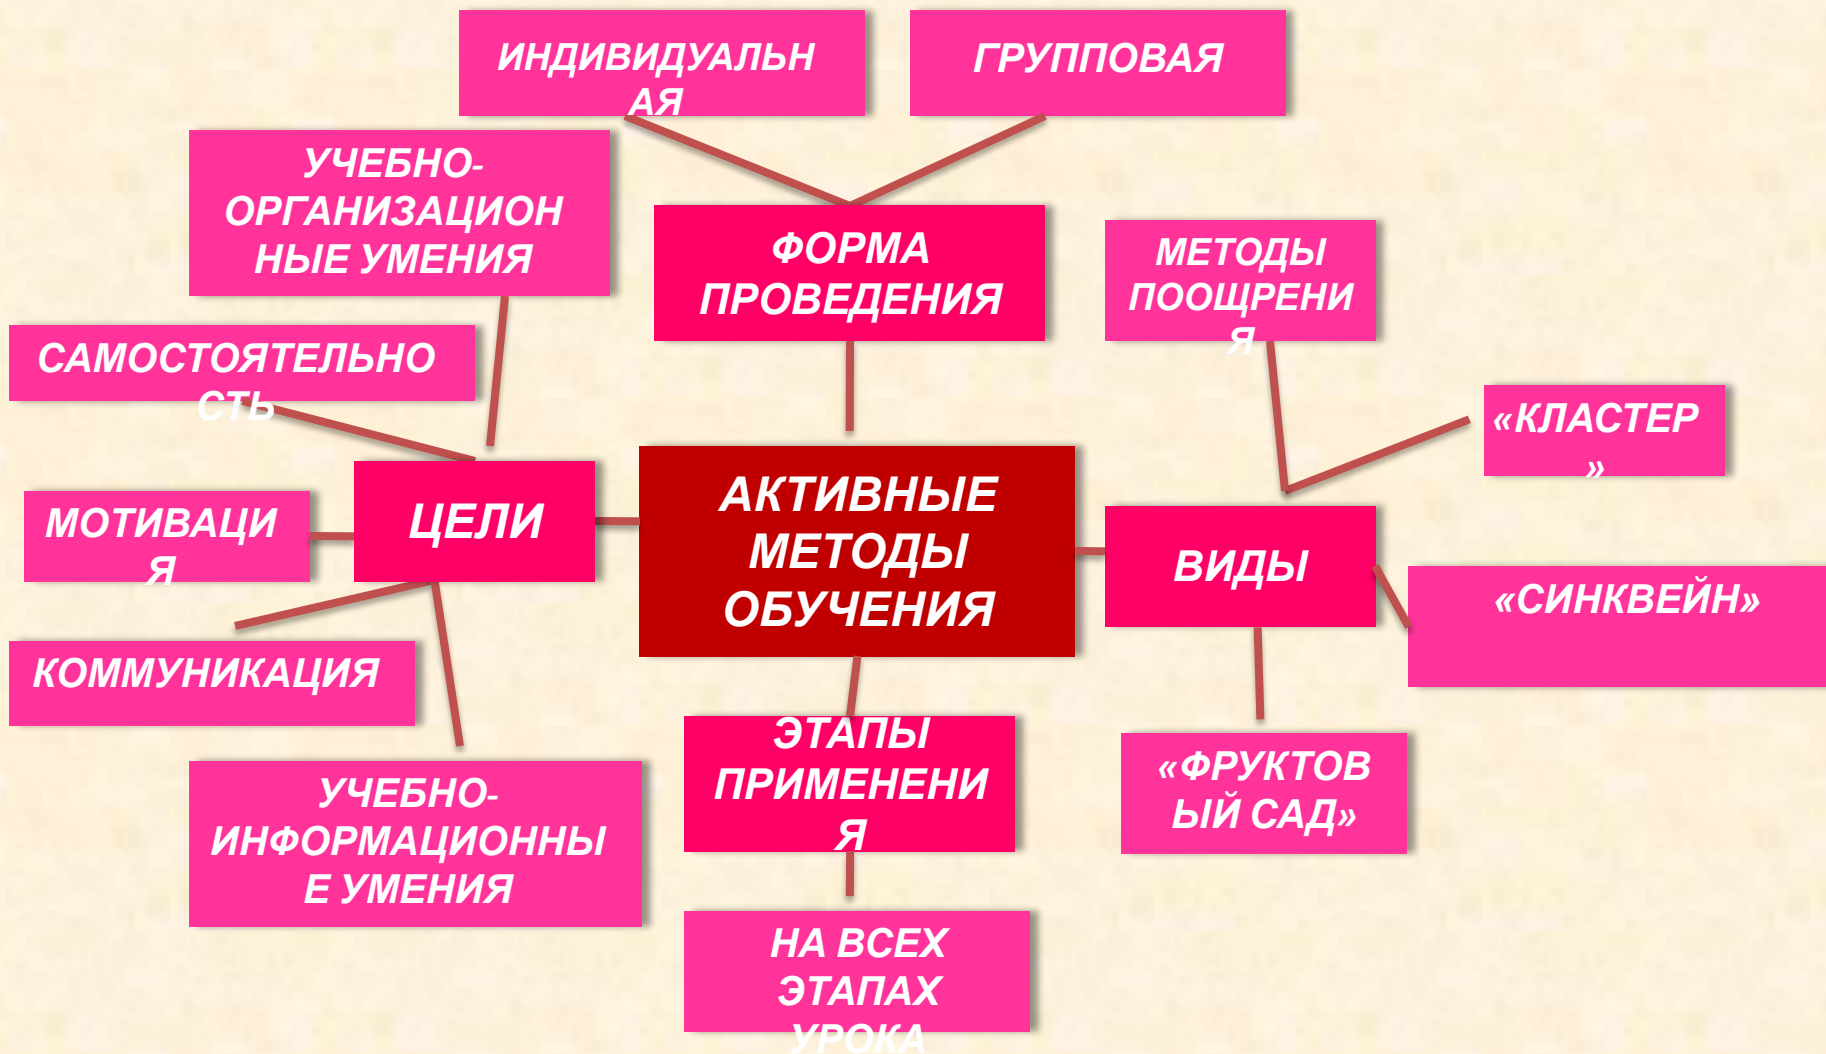 ИНДИВИДУАЛЬН
АЯ
ГРУППОВАЯ
УЧЕБНО-
ОРГАНИЗАЦИОН
НЫЕ УМЕНИЯ
ФОРМА
ПРОВЕДЕНИЯ
МЕТОДЫ
ПООЩРЕНИ
Я
САМОСТОЯТЕЛЬНО
СТЬ
«КЛАСТЕР
»
МОТИВАЦИ
Я
ЦЕЛИ
АКТИВНЫЕ
МЕТОДЫ
ОБУЧЕНИЯ
ВИДЫ
«СИНКВЕЙН»
КОММУНИКАЦИЯ
ЭТАПЫ
ПРИМЕНЕНИ
Я
«ФРУКТОВ
ЫЙ САД»
УЧЕБНО-
ИНФОРМАЦИОННЫ
Е УМЕНИЯ
НА ВСЕХ
ЭТАПАХ
УРОКА